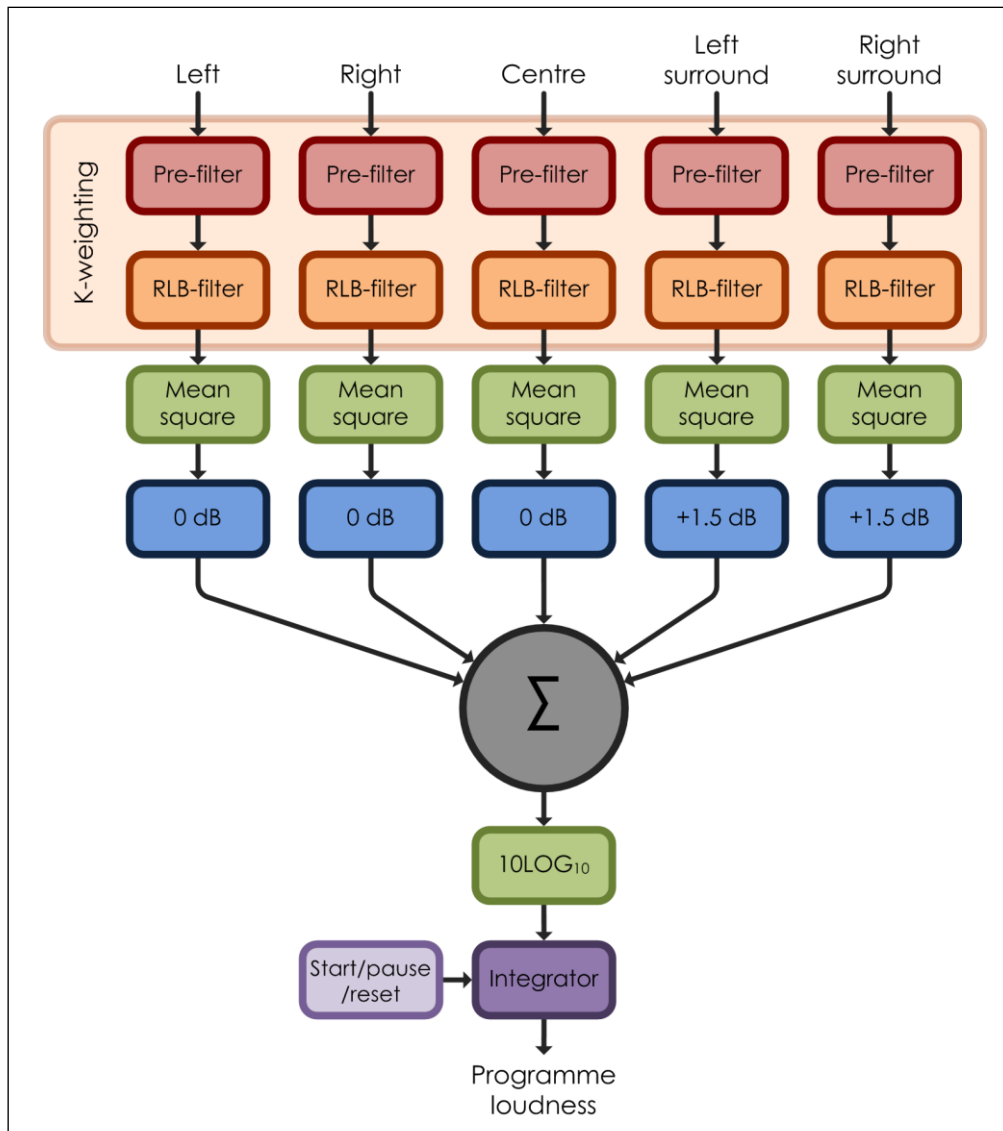 Left
Right
Centre
Left
surround
Right
surround
K-weighting
Pre-filter
Pre-filter
Pre-filter
Pre-filter
Pre-filter
RLB-filter
RLB-filter
RLB-filter
RLB-filter
RLB-filter
Mean
square
Mean
square
Mean
square
Mean
square
Mean
square
0 dB
0 dB
0 dB
+1.5 dB
+1.5 dB
Σ
10LOG₁₀
Start/pause
/reset
Integrator
Programme
loudness